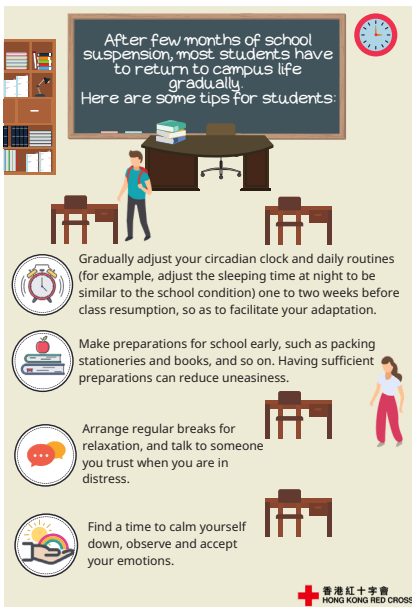 After few months of school
suspension, most students have
to return to campus life
gradually.
Here are some tips for students:
Gradually adjust your circadian clock and daily routines
(for example, adjust the sleeping time at night to be
similar to the school condition) one to two weeks before
class resumption, so as to facilitate your adaptation.
Make preparations for school early, such as packing
stationeries and books, and so on. Having sufficient
preparations can reduce uneasiness.
Arrange regular breaks for
relaxation, and talk to someone
you trust when you are in
distress.
Find a time to calm yourself
down, observe and accept
your emotions.
香港紅十字會
HONG KONG RED CROSS